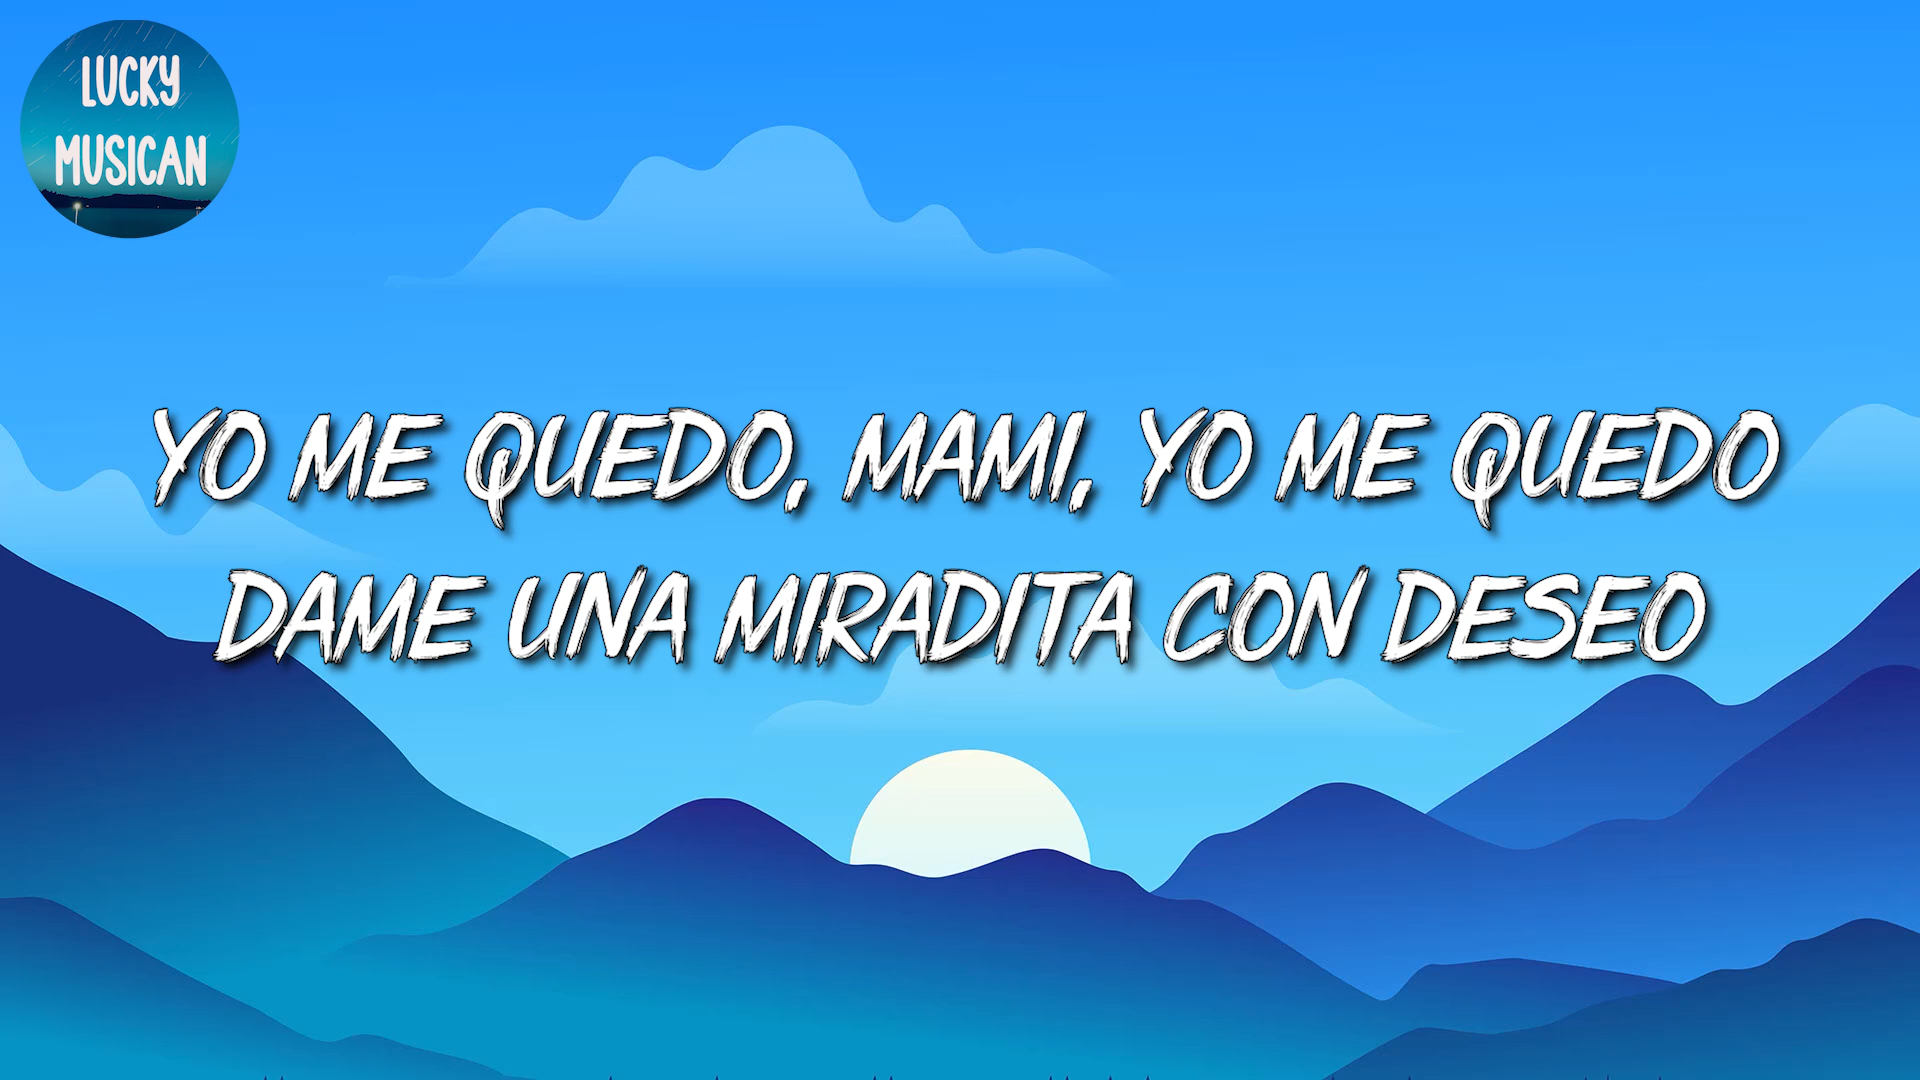 LUCKY
MUSICAN
YO ME QUEDO, MAMI, YO ME QUEDO
DAME UNA MIRADITA CON DESEO